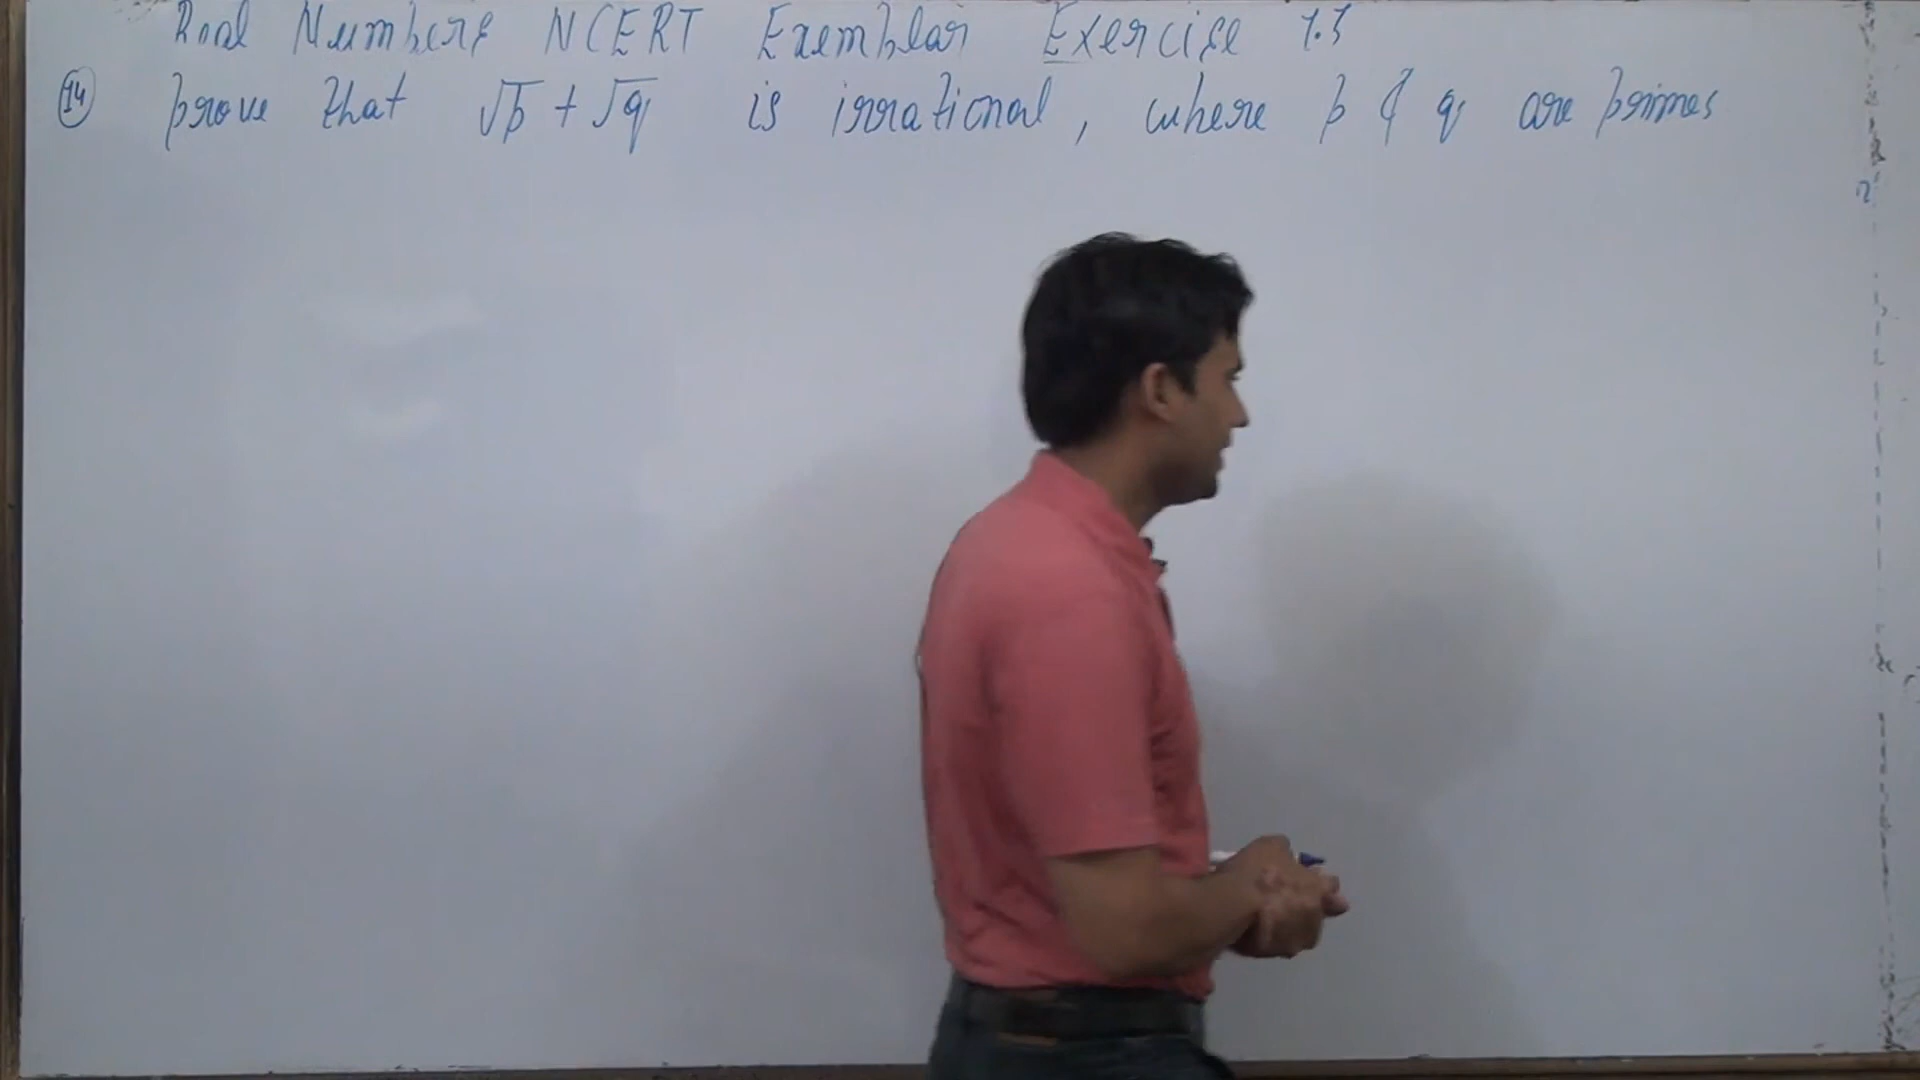 Real Numbers NCERT Exemplar Exercise 1.3
14 prove that √p + √q is irrational, where p & q are primes